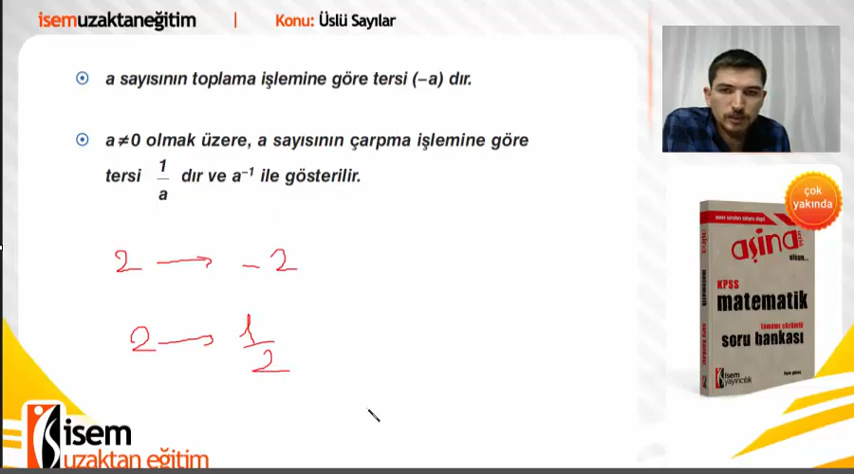 isemuzaktaneğitim | Konu: Üslü Sayılar
a sayısının toplama işlemine göre tersi (−a) dır.
a≠0 olmak üzere, a sayısının çarpma işlemine göre
tersi 1/a dır ve a⁻¹ ile gösterilir.
2 → −2
2 → 1/2
çok
yakında
aşina
olsun...
KPSS
matematik
tamamı çözümlü
soru bankası
isem
yayıncılık
isem
uzaktan eğitim